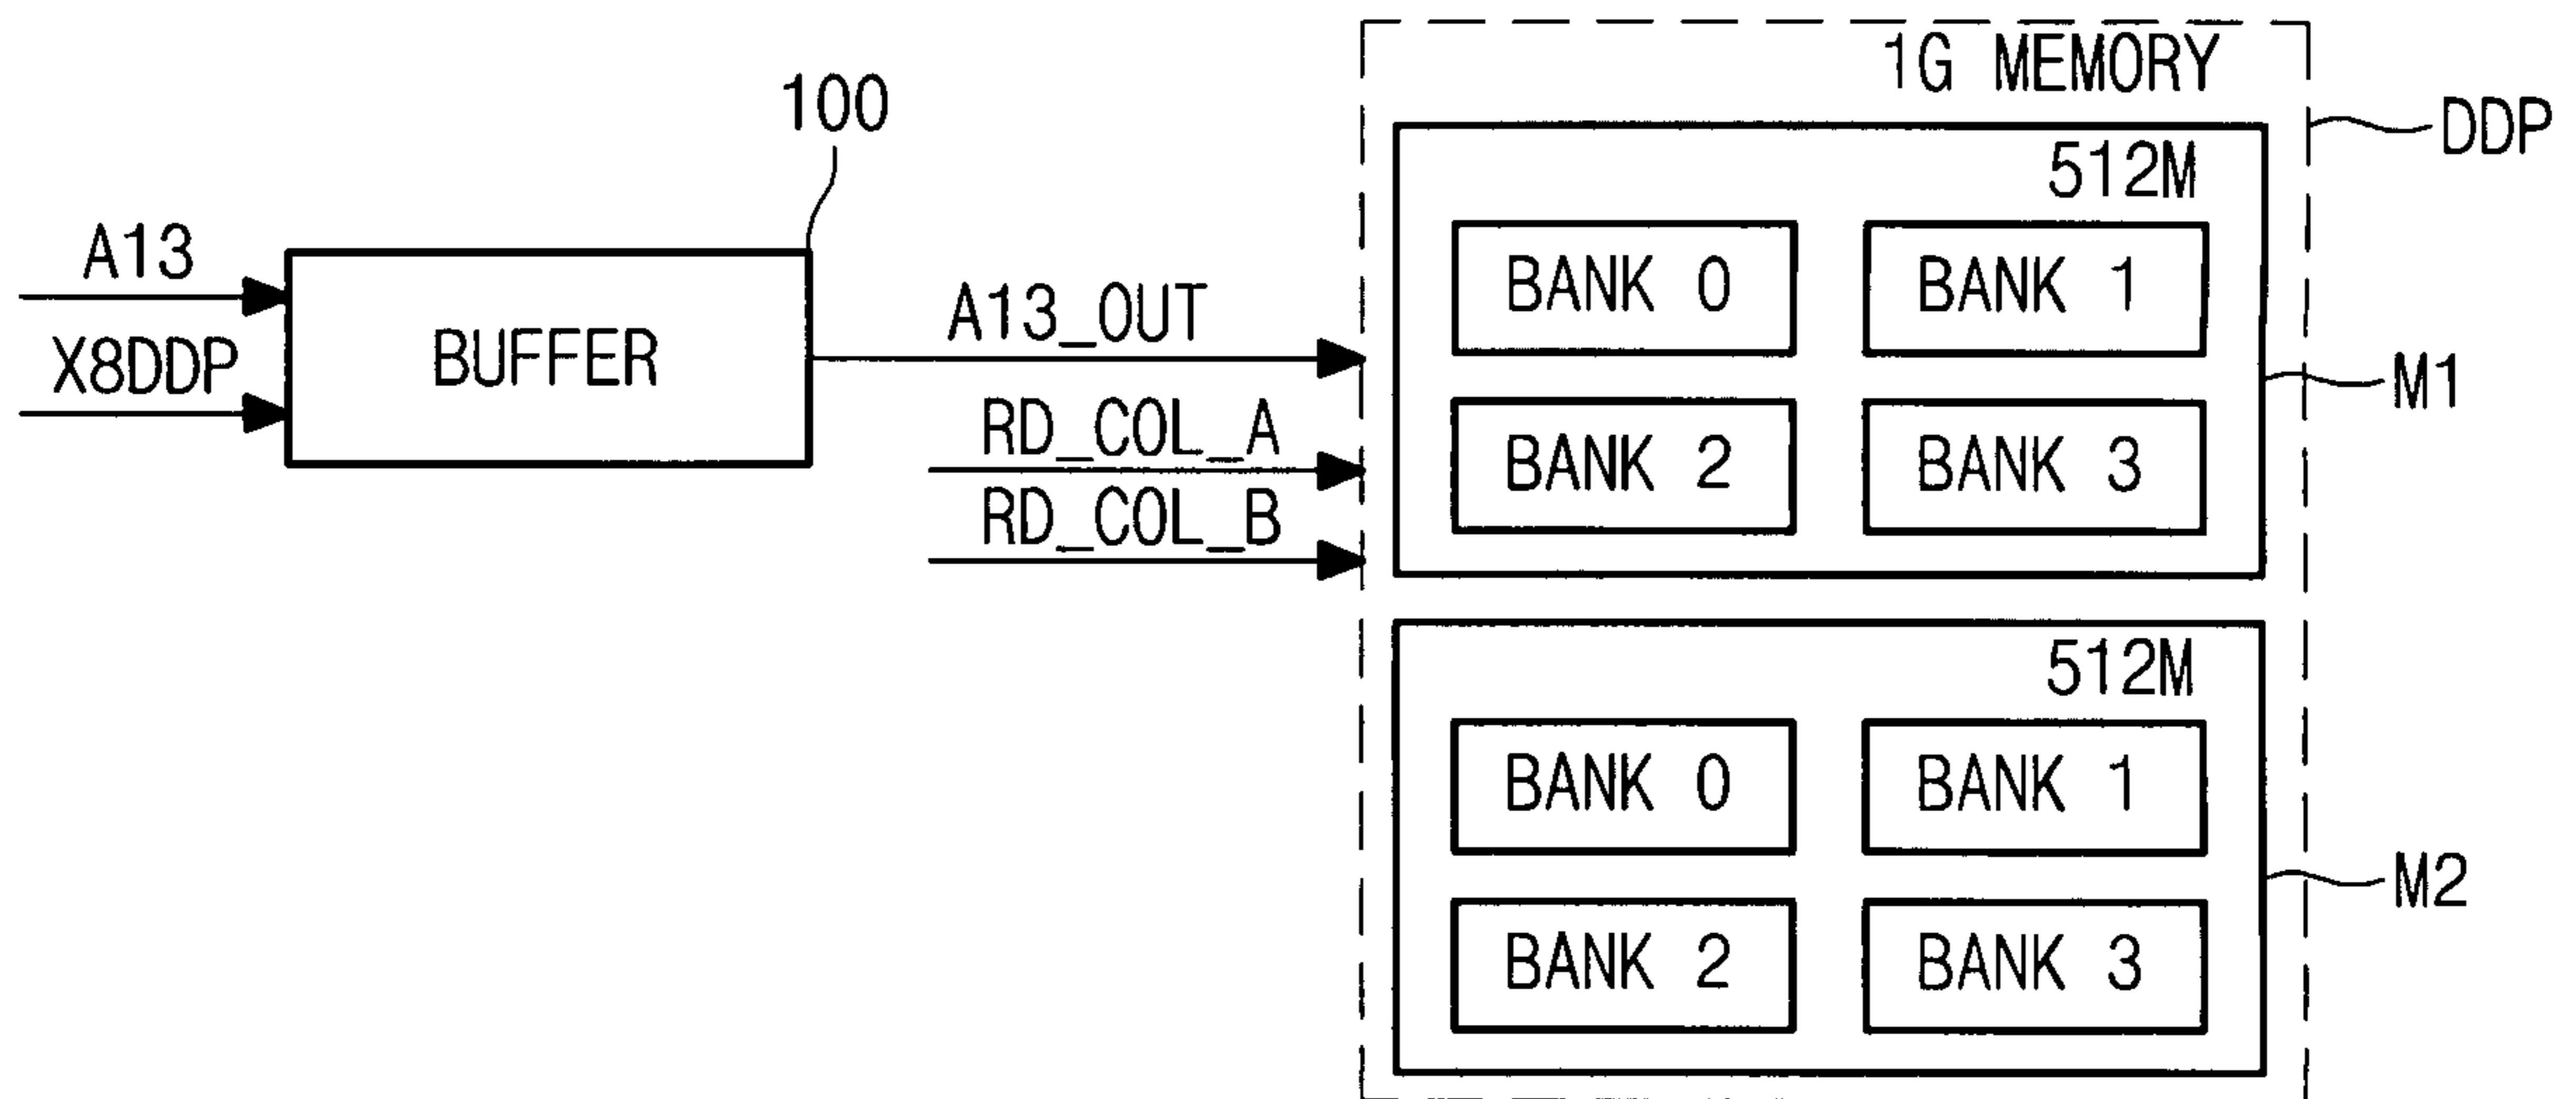 1G MEMORY
100
DDP
512M
A13
BUFFER
X8DDP
A13_OUT
RD_COL_A
RD_COL_B
BANK 0
BANK 1
BANK 2
BANK 3
M1
512M
BANK 0
BANK 1
BANK 2
BANK 3
M2